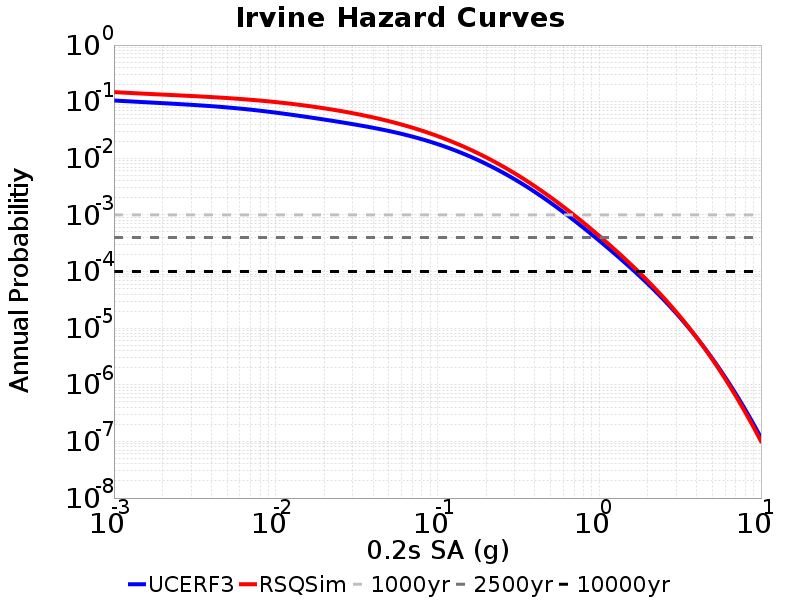 Irvine Hazard Curves
Annual Probabilitiy
10^0
10^-1
10^-2
10^-3
10^-4
10^-5
10^-6
10^-7
10^-8
10^-3 10^-2 10^-1 10^0 10^1
0.2s SA (g)
UCERF3 RSQSim 1000yr 2500yr 10000yr